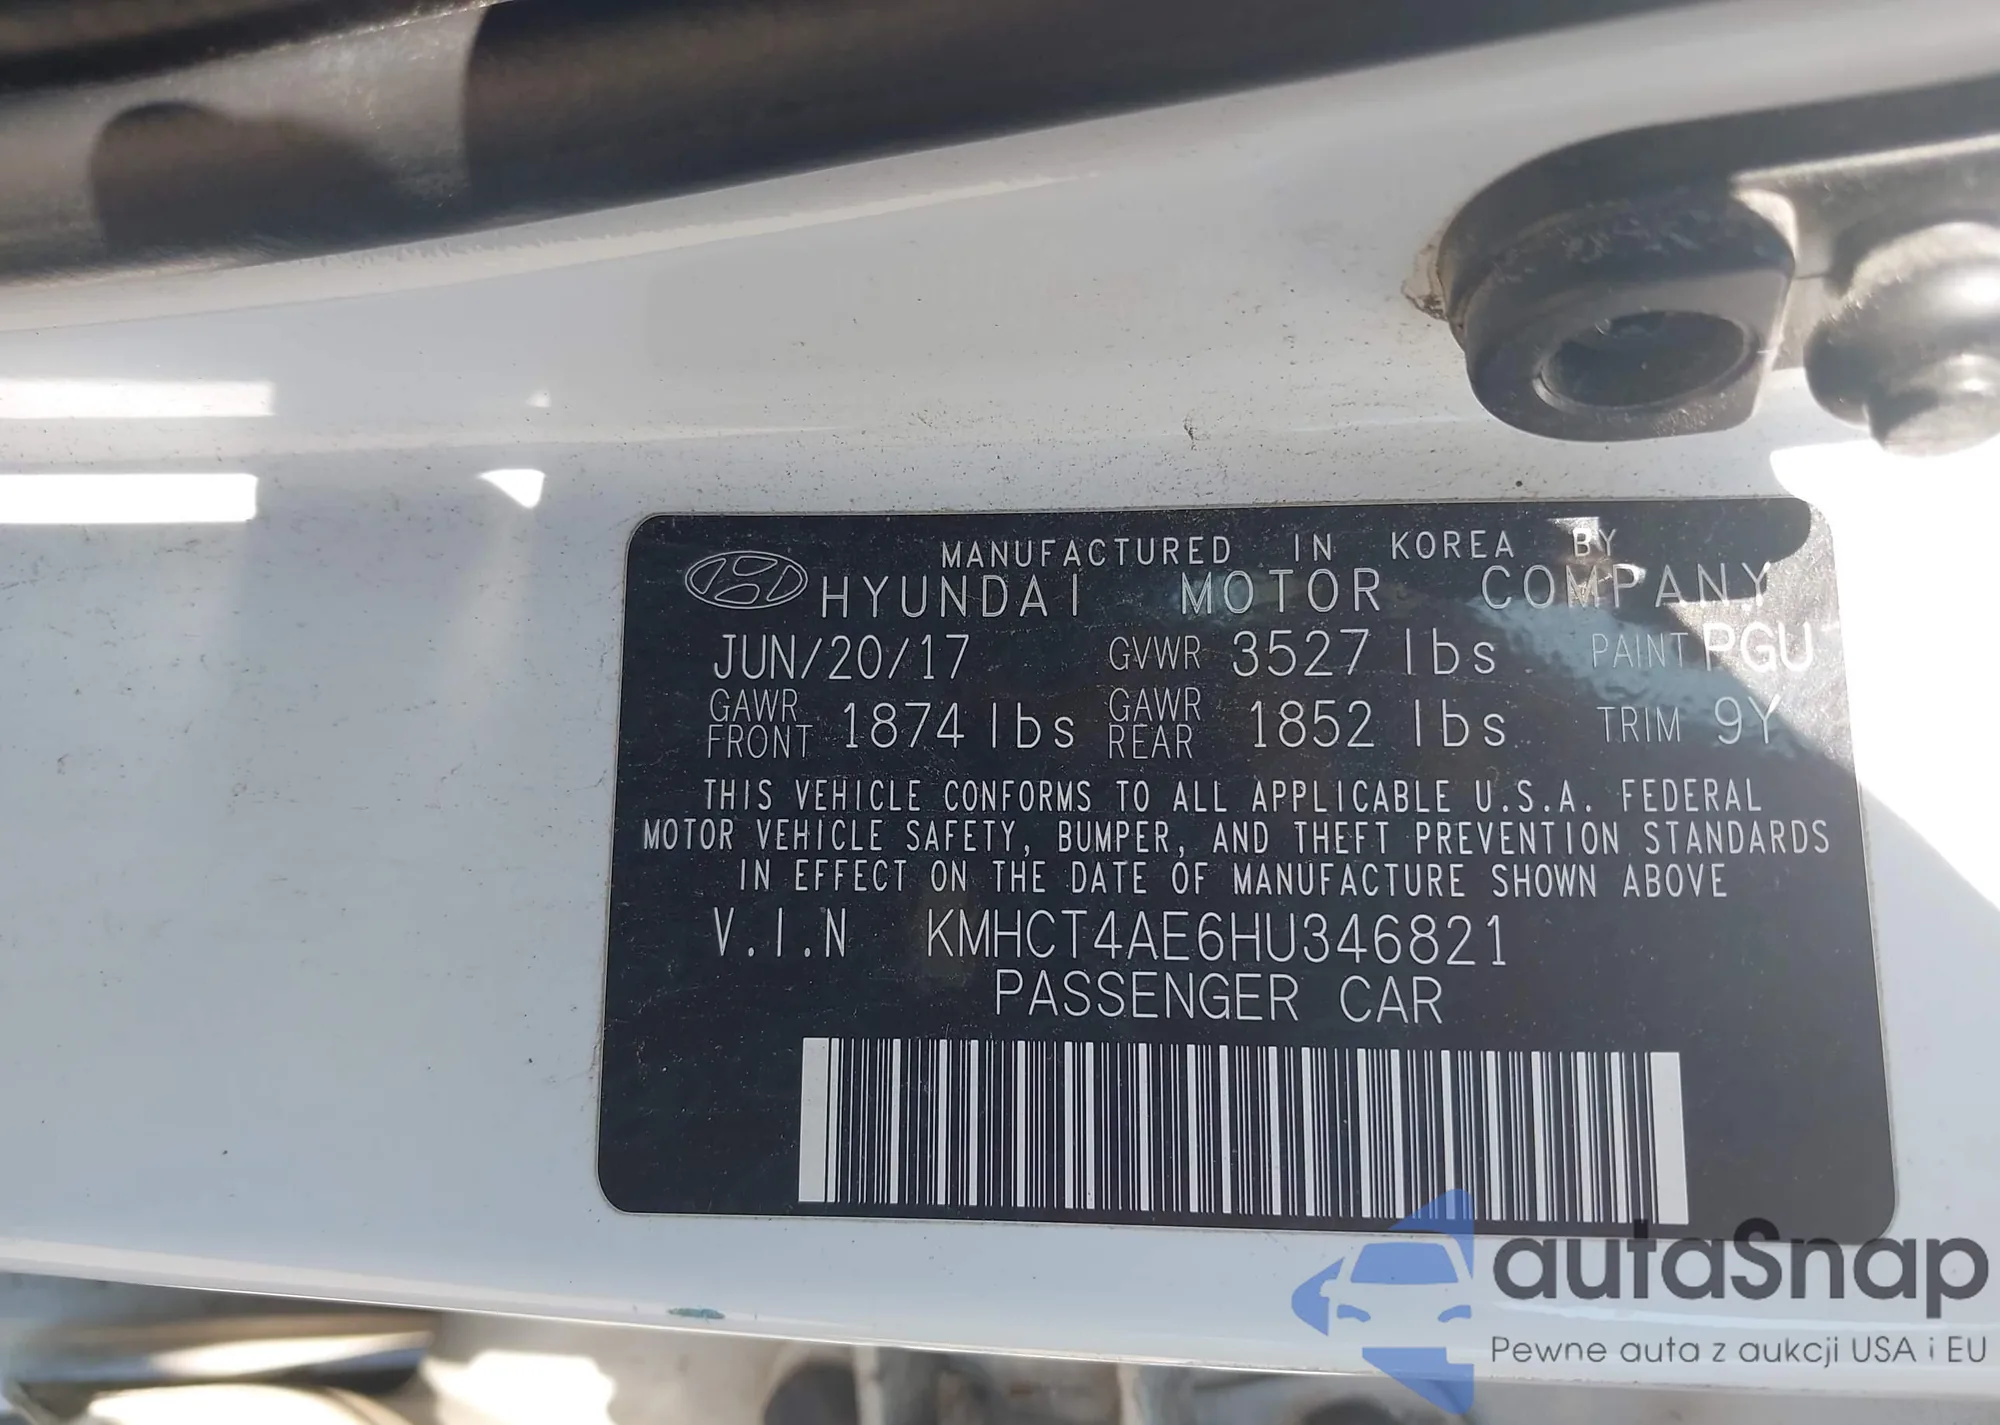 MANUFACTURED IN KOREA BY
HYUNDAI MOTOR COMPANY
JUN/20/17 GVWR 3527 lbs PAINT PGU
GAWR FRONT 1874 lbs GAWR REAR 1852 lbs TRIM 9Y
THIS VEHICLE CONFORMS TO ALL APPLICABLE U.S.A. FEDERAL
MOTOR VEHICLE SAFETY, BUMPER, AND THEFT PREVENTION STANDARDS
IN EFFECT ON THE DATE OF MANUFACTURE SHOWN ABOVE
V.I.N KMHCT4AE6HU346821
PASSENGER CAR
autaSnap
Pewne auta z aukcji USA i EU